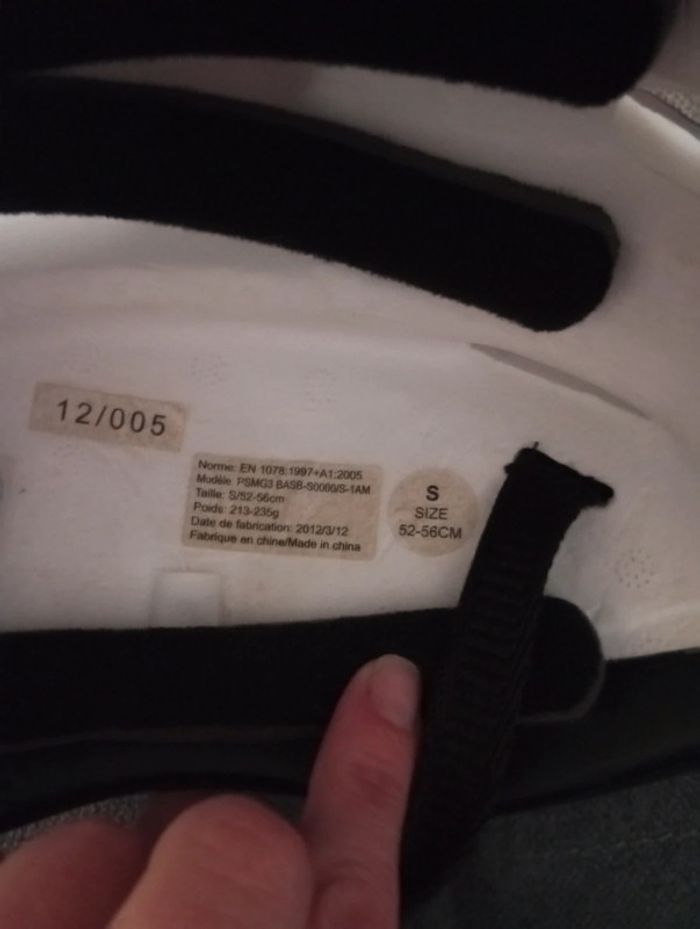 12/005
Norme: EN 1078:1997+A1:2005
Modèle: PSMG3 BASB-S0000/S-1AM
Taille: S/52-56cm
Poids: 213-235g
Date de fabrication: 2012/3/12
Fabrique en chine/Made in china
S
SIZE
52-56CM